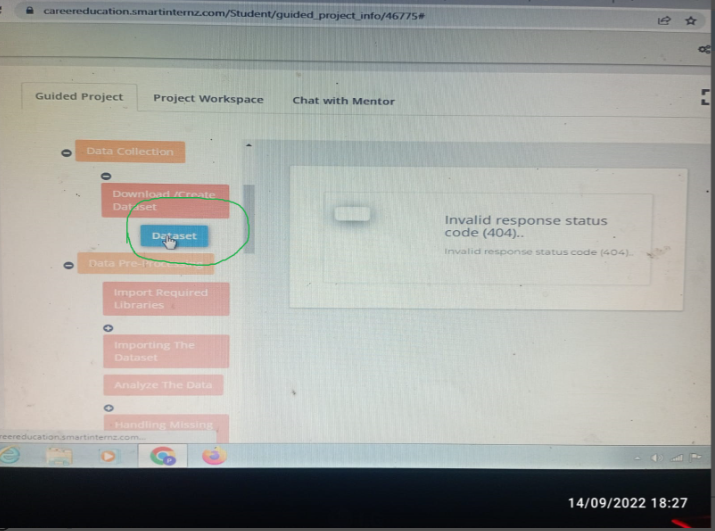 careereducation.smartinternz.com/Student/guided_project_info/46775#
Guided Project
Project Workspace
Chat with Mentor
Data Collection
Download /Create
Dataset
Dataset
Data Pre-Processing
Import Required
Libraries
Importing The
Dataset
Analyze The Data
Handling Missing
Invalid response status
code (404)..
Invalid response status code (404)..
reereducation.smartinternz.com...
14/09/2022 18:27